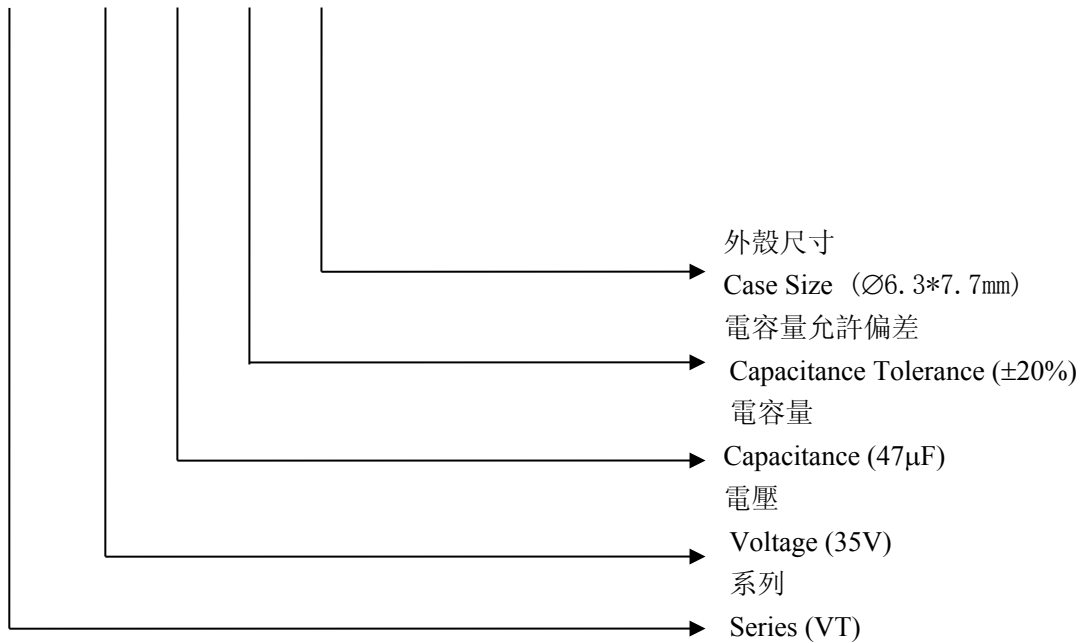 外殼尺寸
Case Size (∅6.3*7.7mm)
電容量允許偏差
Capacitance Tolerance (±20%)
電容量
Capacitance (47μF)
電壓
Voltage (35V)
系列
Series (VT)